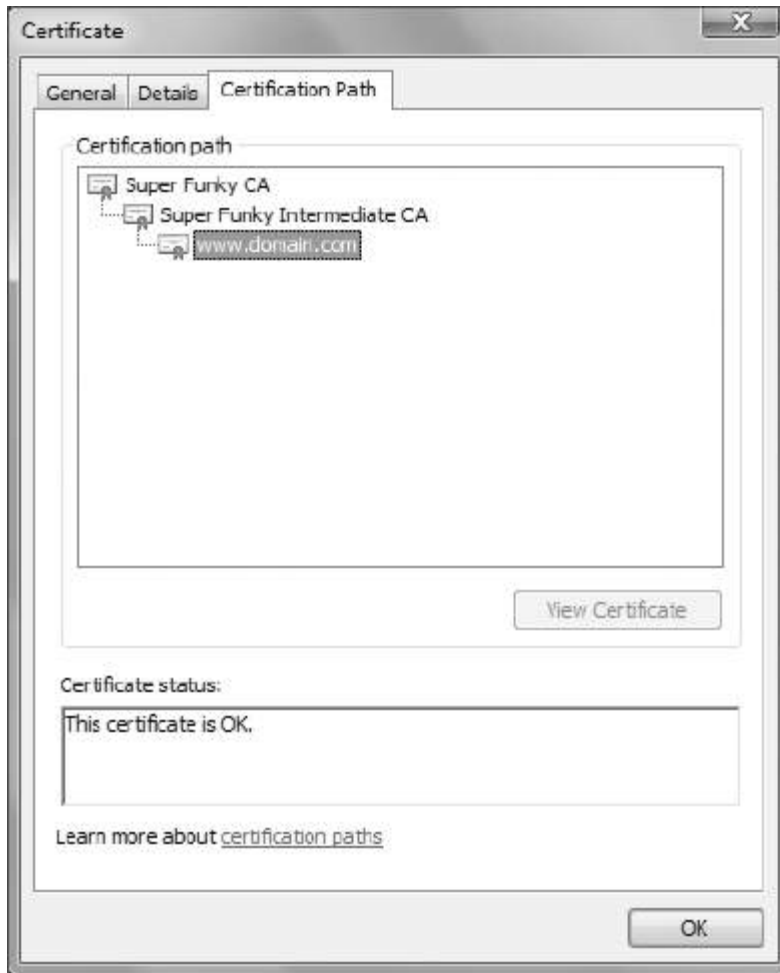 Certificate
General
Details
Certification Path
Certification path
Super Funky CA
Super Funky Intermediate CA
www.domain.com
View Certificate
Certificate status:
This certificate is OK.
Learn more about certification paths
OK